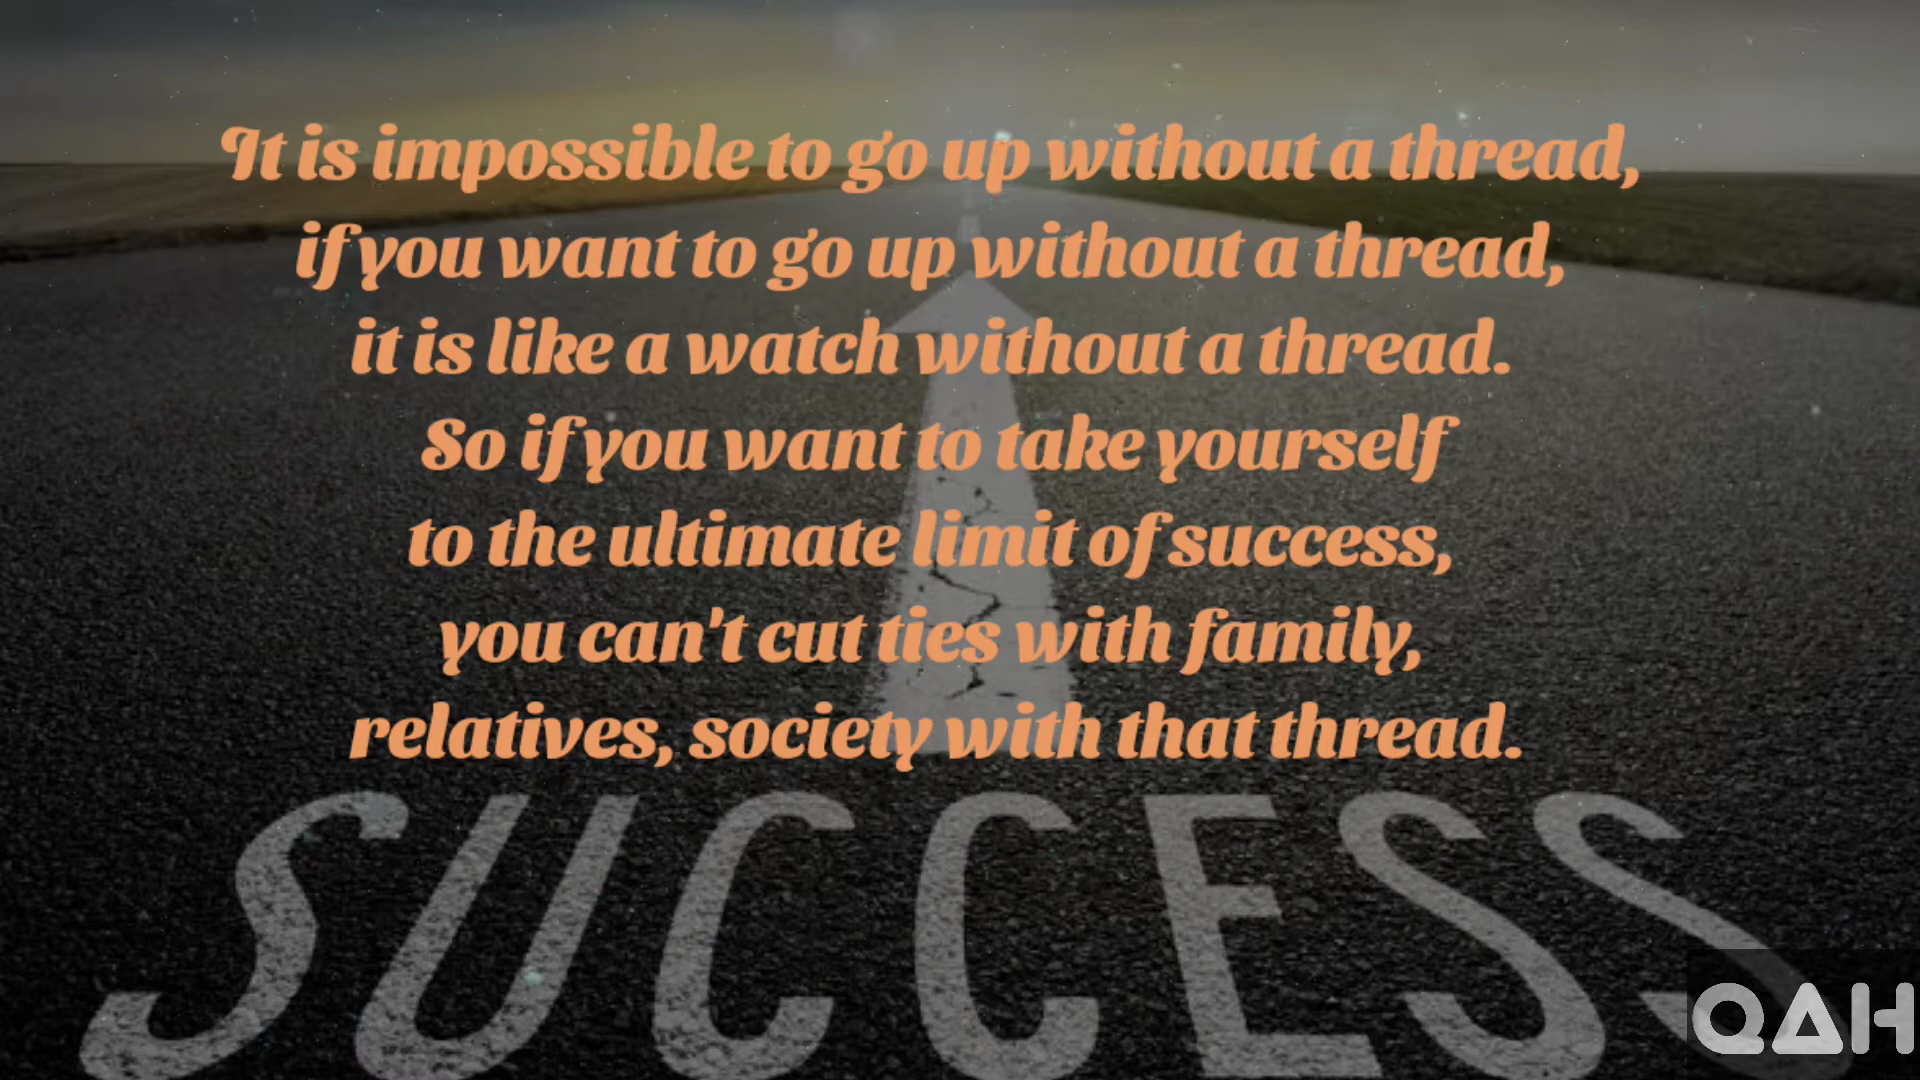 It is impossible to go up without a thread,
if you want to go up without a thread,
it is like a watch without a thread.
So if you want to take yourself
to the ultimate limit of success,
you can't cut ties with family,
relatives, society with that thread.
SUCCESS
QAH